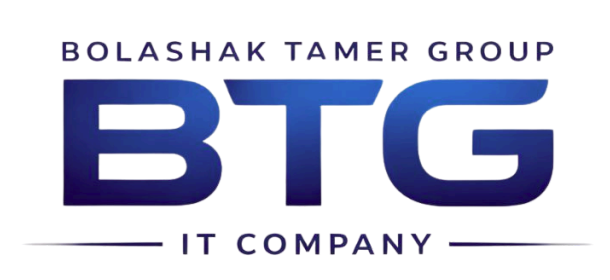 BOLASHAK TAMER GROUP
BTG
IT COMPANY